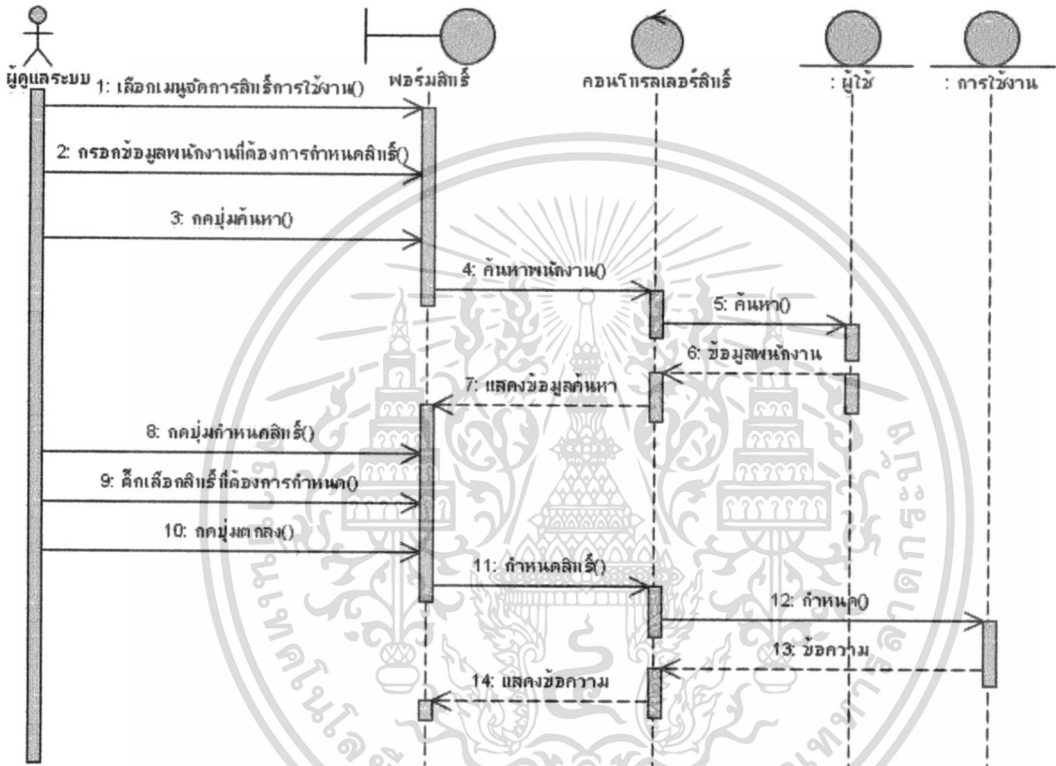 ผู้ดูแลระบบ
ฟอร์มสิทธิ์
คอนโทรลเลอร์สิทธิ์
: ผู้ใช้
: การใช้งาน
1: เลือกเมนูจัดการสิทธิ์การใช้งาน()
2: กรอกข้อมูลพนักงานที่ต้องการกำหนดสิทธิ์()
3: กดปุ่มค้นหา()
4: ค้นหาพนักงาน()
5: ค้นหา()
6: ข้อมูลพนักงาน
7: แสดงข้อมูลค้นหา
8: กดปุ่มกำหนดสิทธิ์()
9: ติ๊กเลือกสิทธิ์ที่ต้องการกำหนด()
10: กดปุ่มตกลง()
11: กำหนดสิทธิ์()
12: กำหนด()
13: ข้อความ
14: แสดงข้อความ